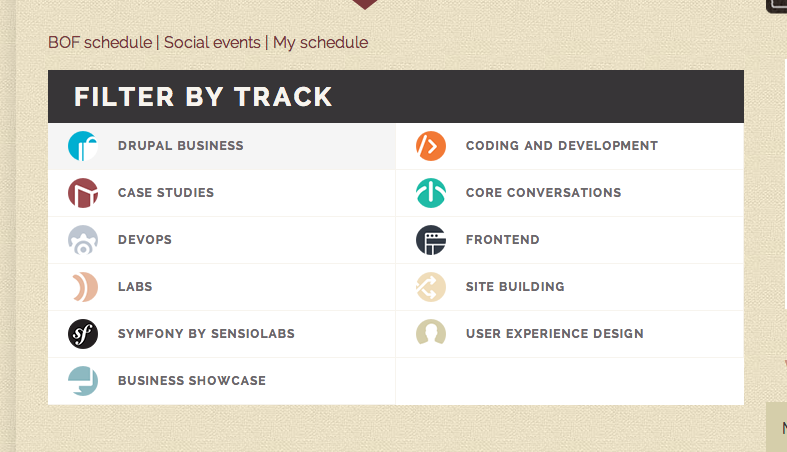 BOF schedule | Social events | My schedule
FILTER BY TRACK
DRUPAL BUSINESS
CODING AND DEVELOPMENT
CASE STUDIES
CORE CONVERSATIONS
DEVOPS
FRONTEND
LABS
SITE BUILDING
sf
SYMFONY BY SENSIOLABS
USER EXPERIENCE DESIGN
BUSINESS SHOWCASE